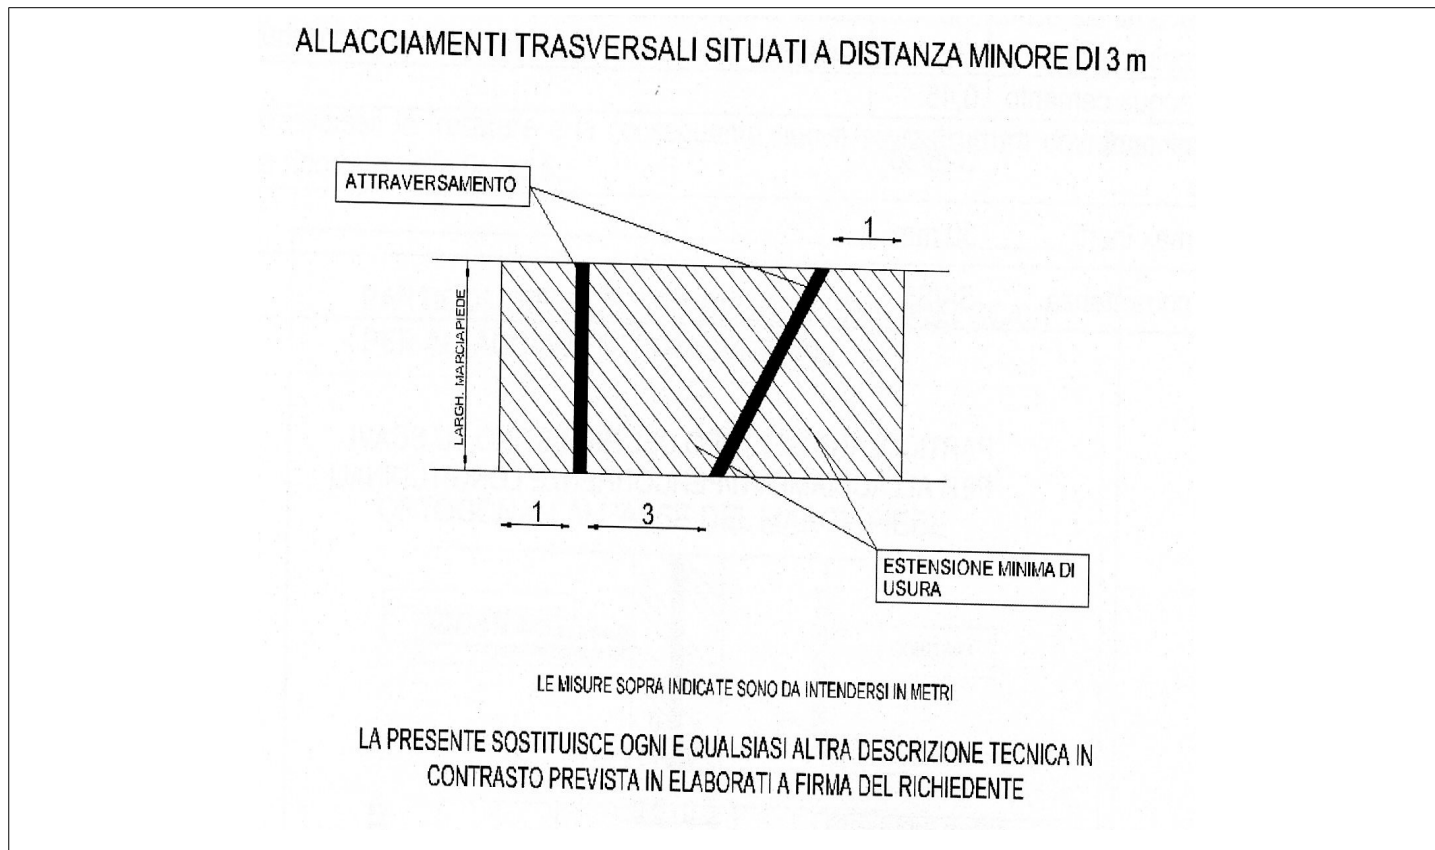 ALLACCIAMENTI TRASVERSALI SITUATI A DISTANZA MINORE DI 3 m
ATTRAVERSAMENTO
1
LARGH. MARCIAPIEDE
1
3
ESTENSIONE MINIMA DI
USURA
LE MISURE SOPRA INDICATE SONO DA INTENDERSI IN METRI
LA PRESENTE SOSTITUISCE OGNI E QUALSIASI ALTRA DESCRIZIONE TECNICA IN
CONTRASTO PREVISTA IN ELABORATI A FIRMA DEL RICHIEDENTE